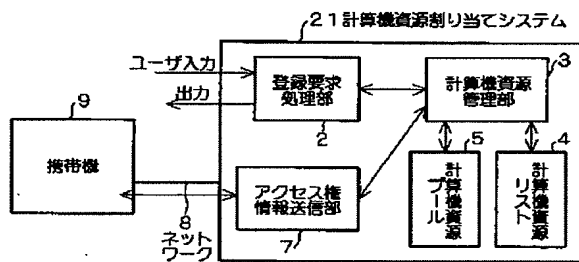 21計算機資源割り当てシステム
ユーザ入力
出力
登録要求
処理部
2
3
計算機資源
管理部
9
携帯機
8
ネット
ワーク
アクセス権
情報送信部
7
5
計算機資源
プール
4
計算機資源
リスト